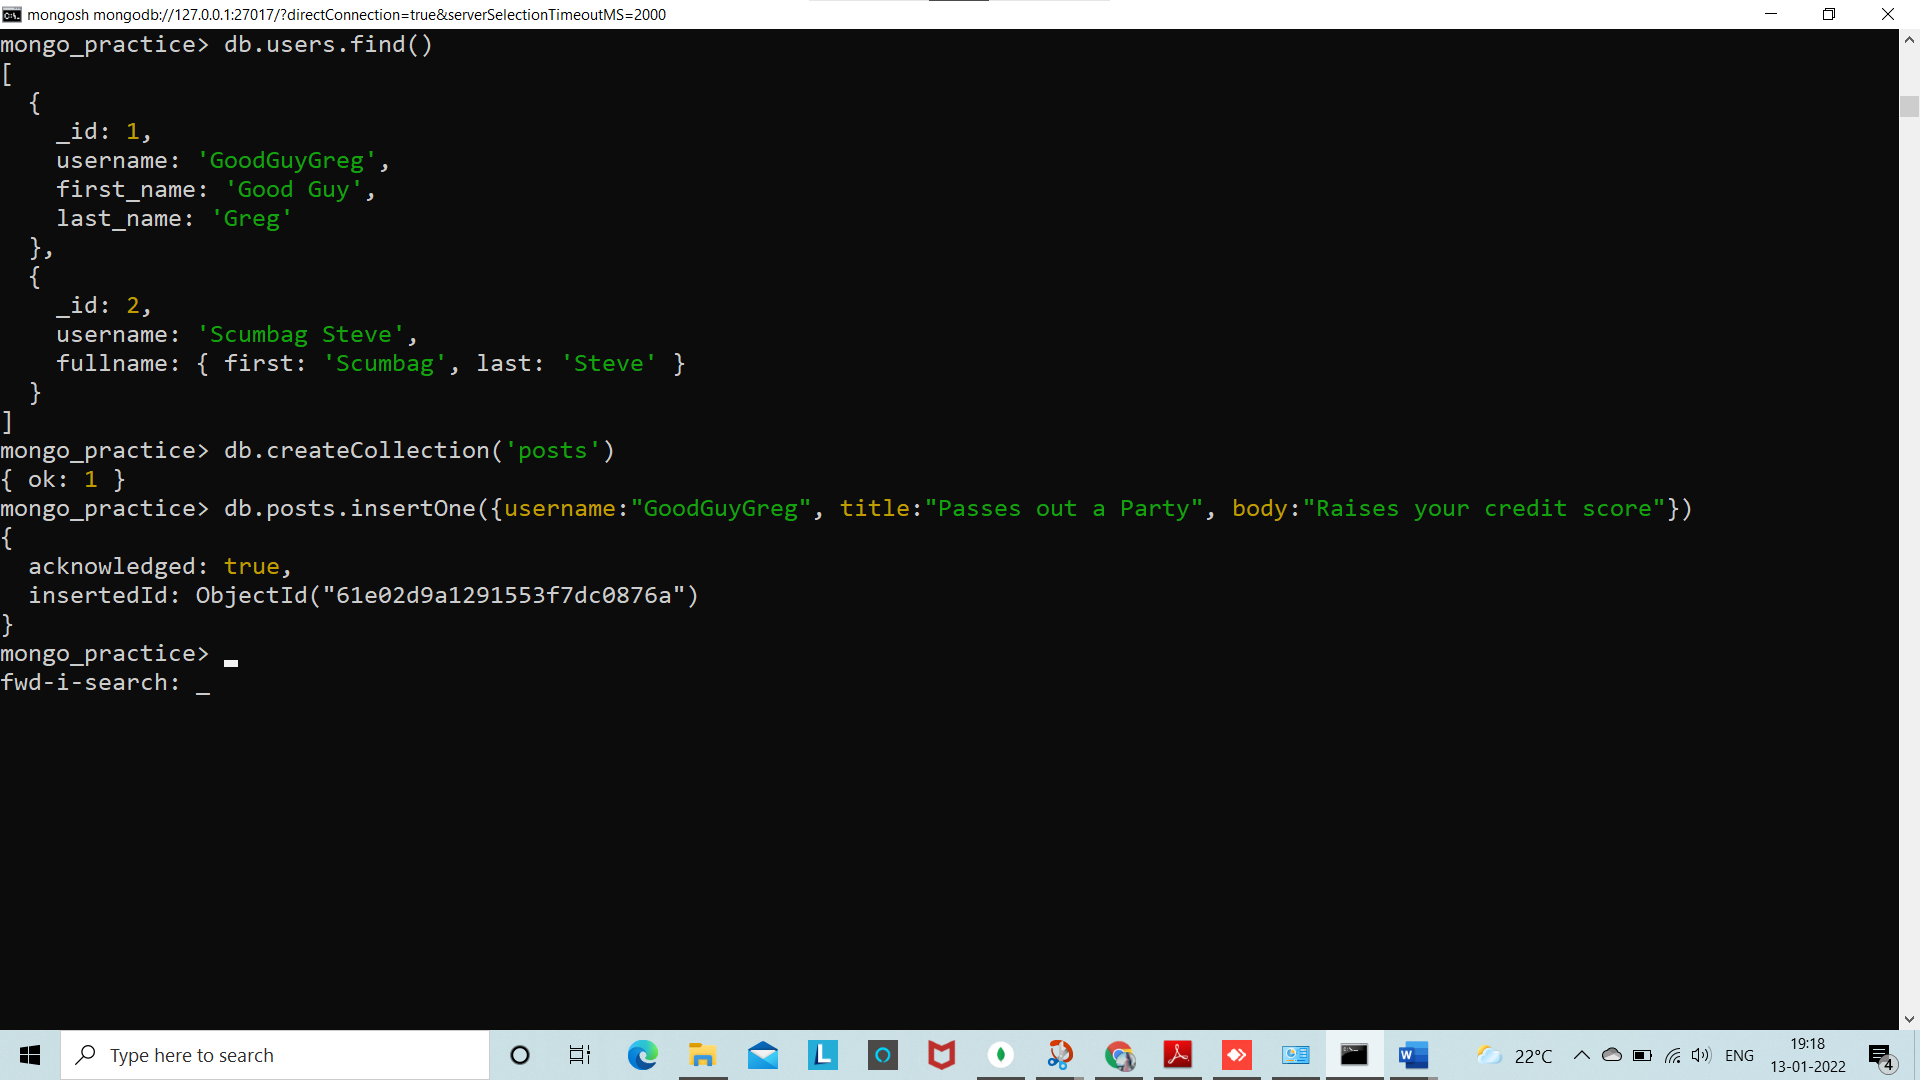 mongosh mongodb://127.0.0.1:27017/?directConnection=true&serverSelectionTimeoutMS=2000
mongo_practice> db.users.find()
[
  {
    _id: 1,
    username: 'GoodGuyGreg',
    first_name: 'Good Guy',
    last_name: 'Greg'
  },
  {
    _id: 2,
    username: 'Scumbag Steve',
    fullname: { first: 'Scumbag', last: 'Steve' }
  }
]
mongo_practice> db.createCollection('posts')
{ ok: 1 }
mongo_practice> db.posts.insertOne({username:"GoodGuyGreg", title:"Passes out a Party", body:"Raises your credit score"})
{
  acknowledged: true,
  insertedId: ObjectId("61e02d9a1291553f7dc0876a")
}
mongo_practice>
fwd-i-search: _
Type here to search
22°C
ENG
19:18
13-01-2022
4